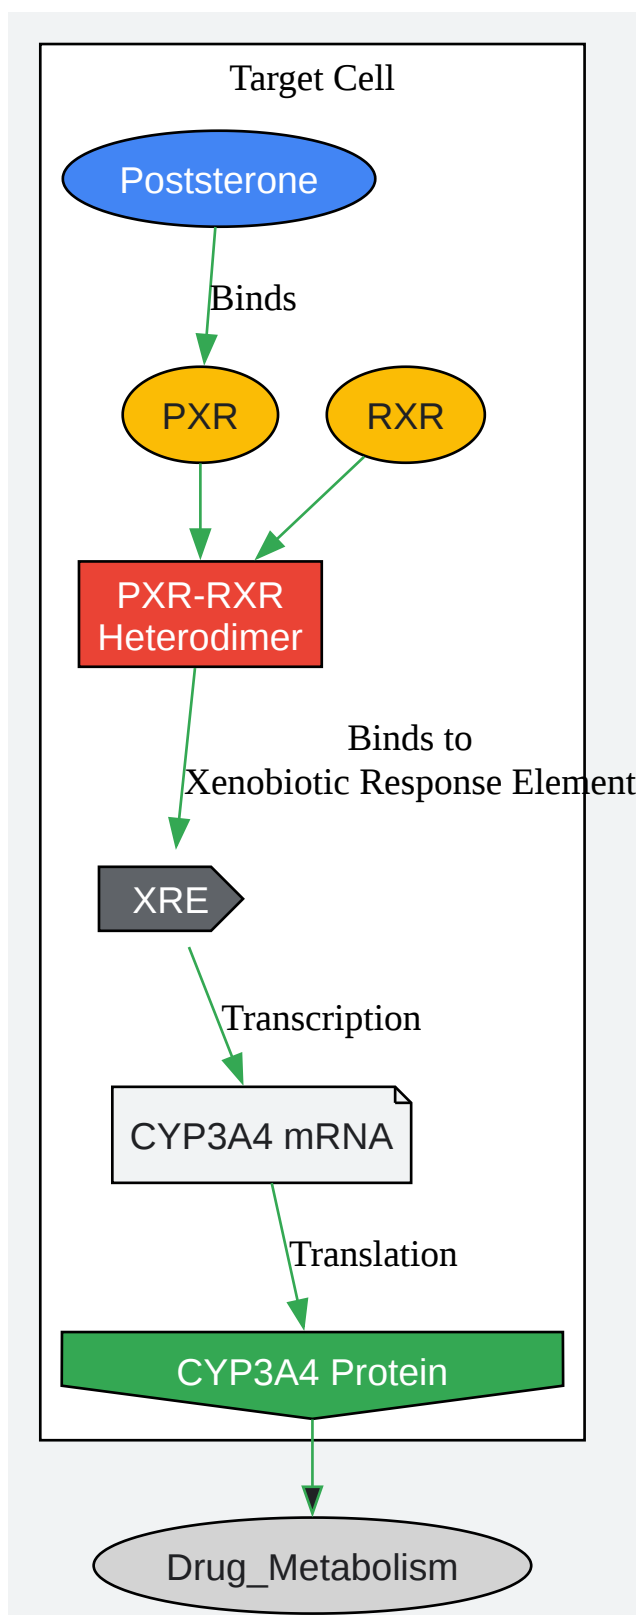 Target Cell
Poststerone
Binds
PXR
RXR
PXR-RXR
Heterodimer
Binds to
Xenobiotic Response Element
XRE
Transcription
CYP3A4 mRNA
Translation
CYP3A4 Protein
Drug_Metabolism